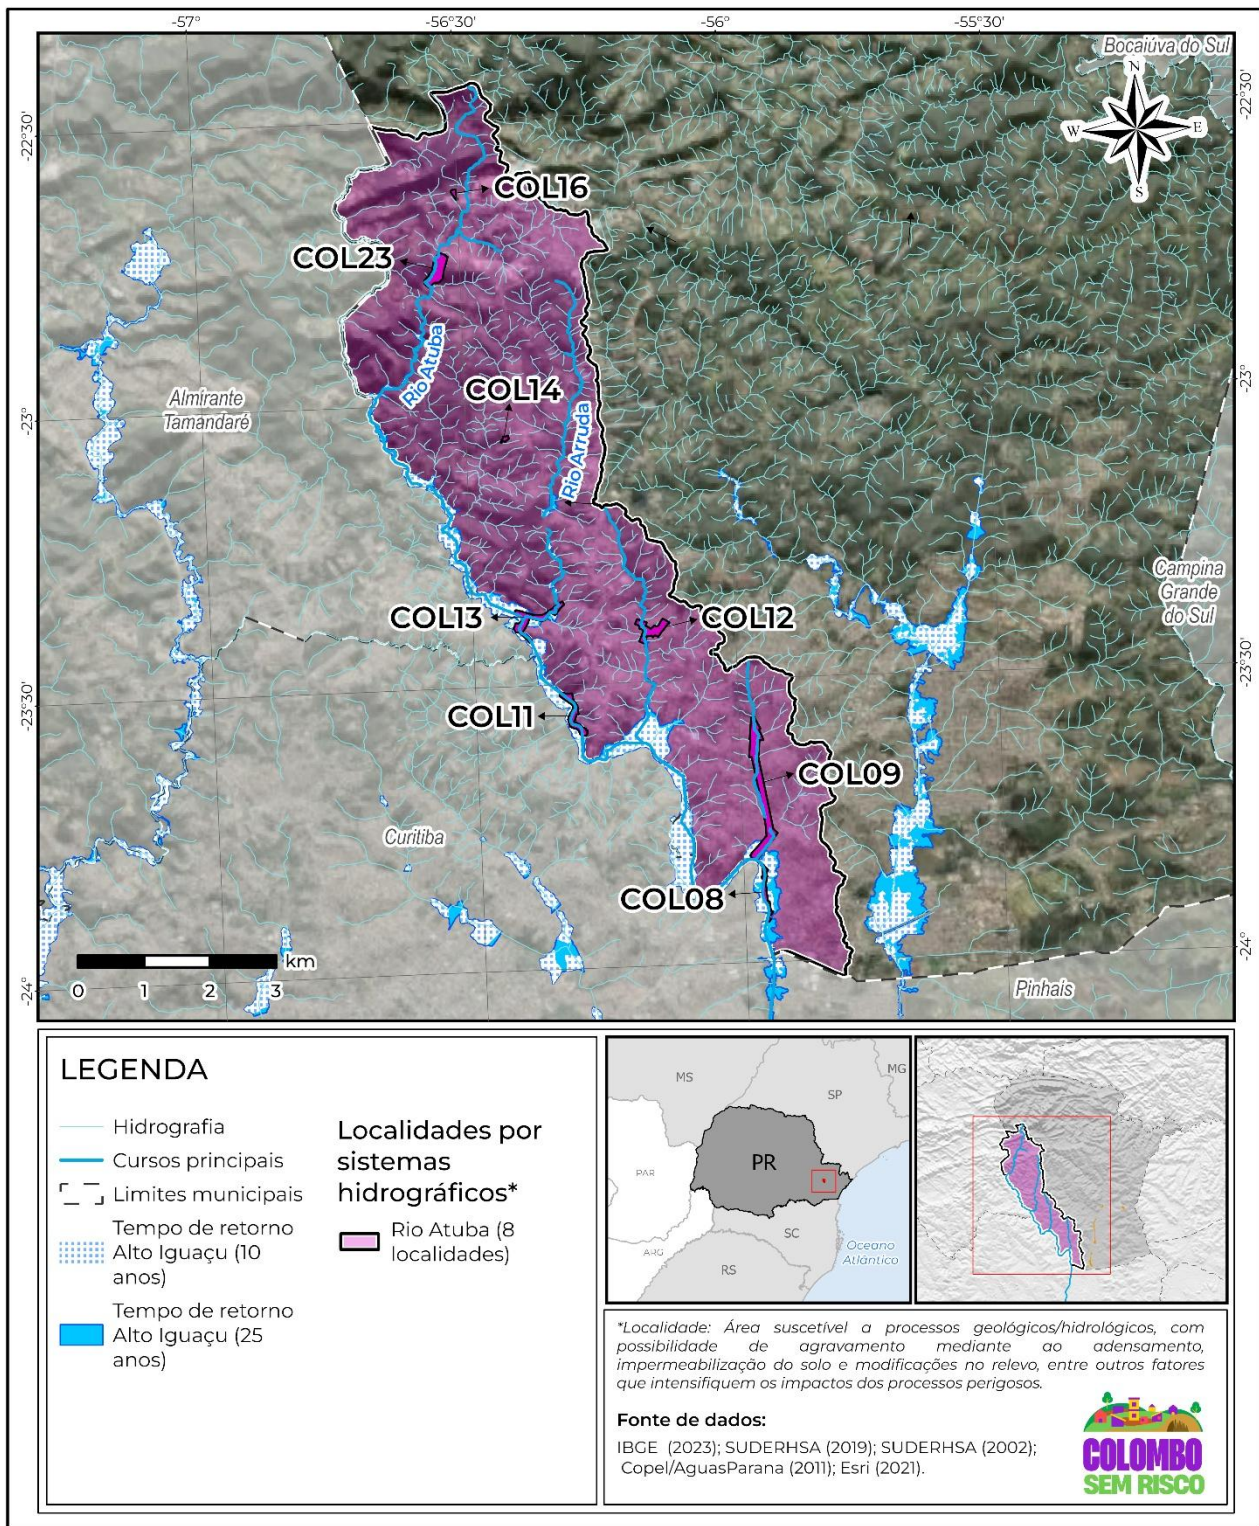 -57°
-56°30'
-56°
-55°30'
Bocaiúva do Sul
N
W
E
S
-22°30'
-22°30'
COL16
COL23
Rio Atuba
COL14
Rio Arruda
Almirante
Tamandaré
-23°
-23°
Campina
Grande
do Sul
COL13
COL12
-23°30'
-23°30'
COL11
COL09
Curitiba
COL08
km
0 1 2 3
-24°
-24°
Pinhais
LEGENDA
Hidrografia
Cursos principais
Limites municipais
Tempo de retorno
Alto Iguaçu (10
anos)
Tempo de retorno
Alto Iguaçu (25
anos)
Localidades por
sistemas
hidrográficos*
Rio Atuba (8
localidades)
MS
SP
MG
PAR
PR
SC
ARG
RS
Oceano
Atlântico
*Localidade: Área suscetível a processos geológicos/hidrológicos, com
possibilidade de agravamento mediante ao adensamento,
impermeabilização do solo e modificações no relevo, entre outros fatores
que intensifiquem os impactos dos processos perigosos.
Fonte de dados:
IBGE (2023); SUDERHSA (2019); SUDERHSA (2002);
Copel/AguasParana (2011); Esri (2021).
COLOMBO
SEM RISCO